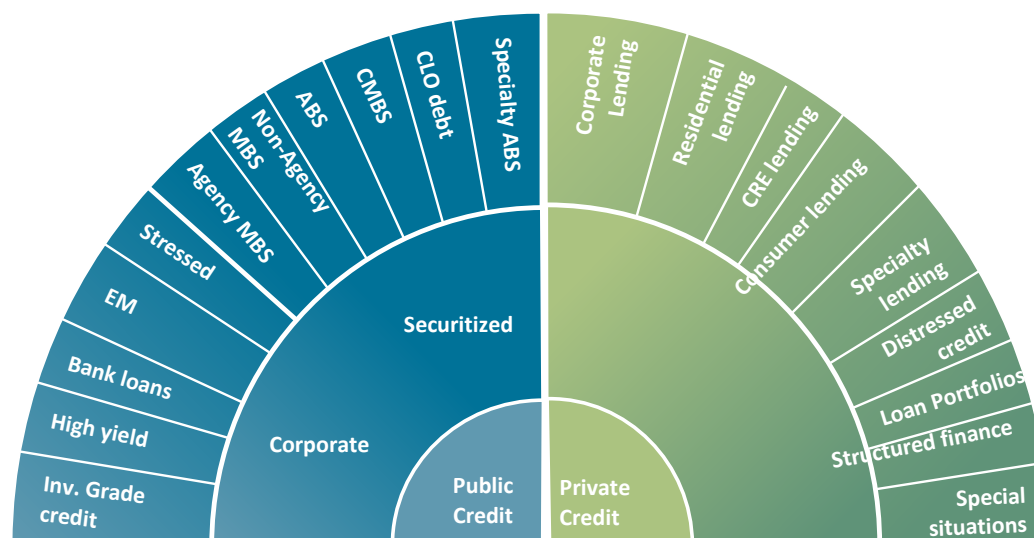 Inv. Grade
credit
High yield
Bank loans
EM
Stressed
Agency MBS
Non-Agency
MBS
ABS
CMBS
CLO debt
Specialty ABS
Corporate
Lending
Residential
lending
CRE lending
Consumer lending
Specialty
lending
Distressed
credit
Loan Portfolios
Structured finance
Special
situations
Securitized
Corporate
Public
Credit
Private
Credit